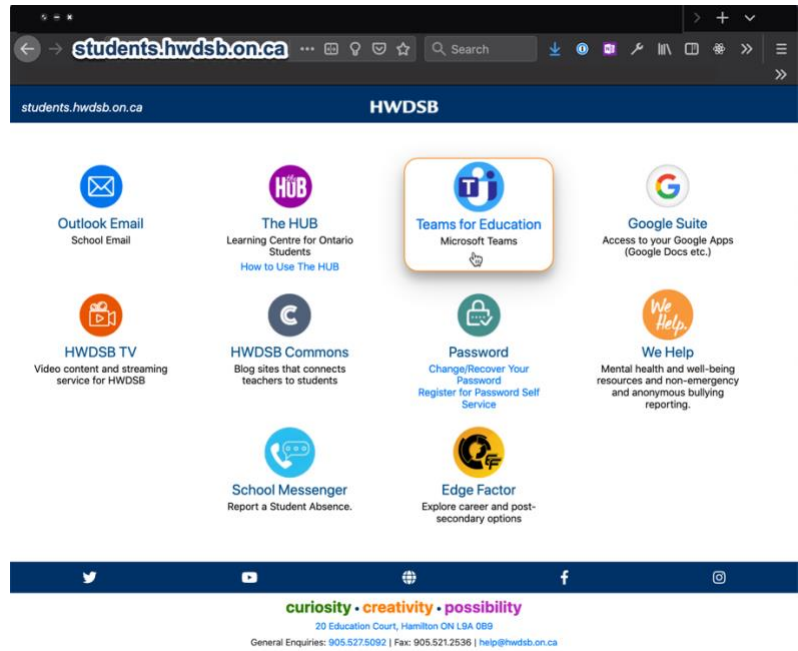 students.hwdsb.on.ca
Search
students.hwdsb.on.ca
HWDSB
Outlook Email
School Email
the HUB
The HUB
Learning Centre for Ontario
Students
How to Use The HUB
Teams for Education
Microsoft Teams
G
Google Suite
Access to your Google Apps
(Google Docs etc.)
HWDSB TV
Video content and streaming
service for HWDSB
C
HWDSB Commons
Blog sites that connects
teachers to students
Password
Change/Recover Your
Password
Register for Password Self
Service
We
Help.
We Help
Mental health and well-being
resources and non-emergency
and anonymous bullying
reporting.
School Messenger
Report a Student Absence.
EF
Edge Factor
Explore career and post-
secondary options
curiosity • creativity • possibility
20 Education Court, Hamilton ON L9A 0B9
General Enquiries: 905.527.5092 | Fax: 905.521.2536 | help@hwdsb.on.ca